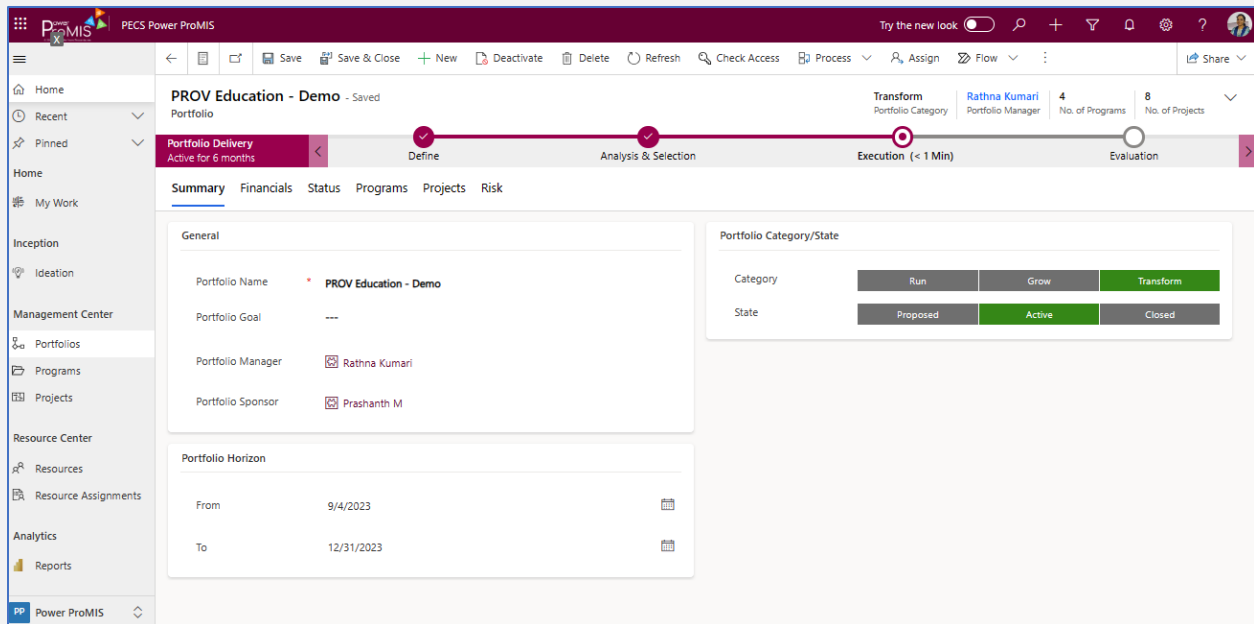 Power ProMIS PECS Power ProMIS Try the new look ?
X
Save Save & Close New Deactivate Delete Refresh Check Access Process Assign Flow Share
Home
Recent
Pinned
Home
My Work
Inception
Ideation
Management Center
Portfolios
Programs
Projects
Resource Center
Resources
Resource Assignments
Analytics
Reports
PP Power ProMIS
PROV Education - Demo - Saved
Portfolio
Transform Rathna Kumari 4 8
Portfolio Category Portfolio Manager No. of Programs No. of Projects
Portfolio Delivery
Active for 6 months
Define Analysis & Selection Execution (< 1 Min) Evaluation
Summary Financials Status Programs Projects Risk
General
Portfolio Name * PROV Education - Demo
Portfolio Goal ---
Portfolio Manager Rathna Kumari
Portfolio Sponsor Prashanth M
Portfolio Horizon
From 9/4/2023
To 12/31/2023
Portfolio Category/State
Category Run Grow Transform
State Proposed Active Closed